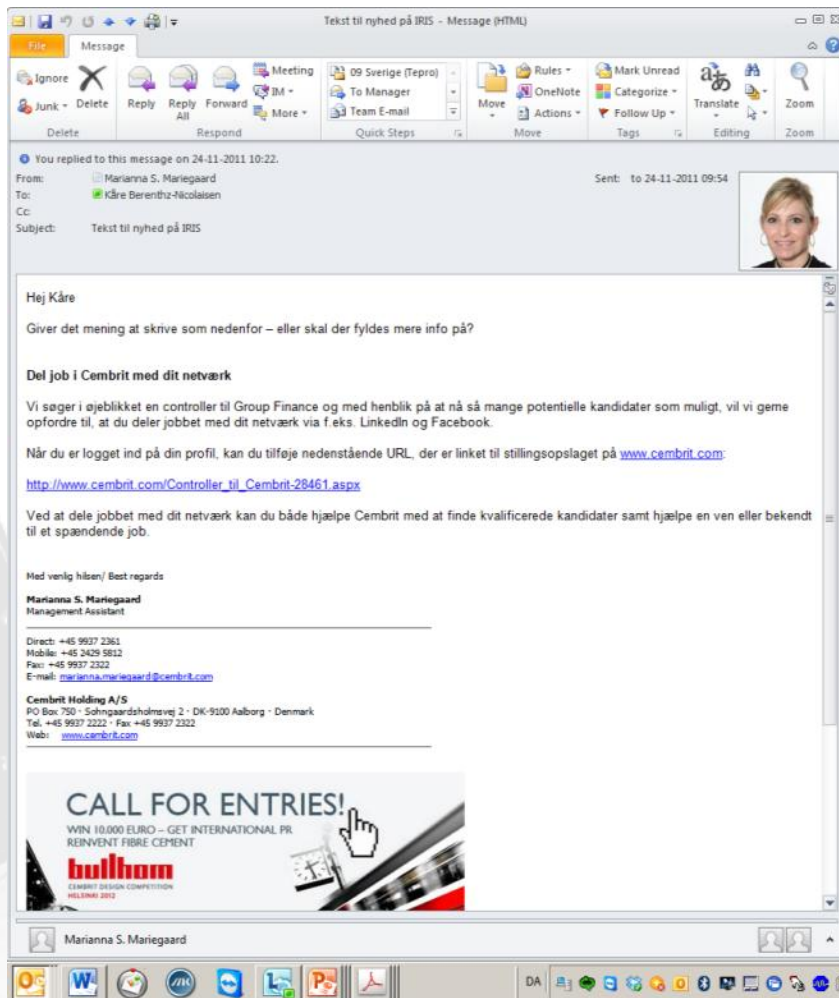 Tekst til nyhed på IRIS - Message (HTML)
File Message
Ignore
Junk
Delete
Reply
Reply All
Forward
Meeting
IM
More
09 Sverige (Tepro)
To Manager
Team E-mail
Move
Rules
OneNote
Actions
Mark Unread
Categorize
Follow Up
Translate
Zoom
Delete Respond Quick Steps Move Tags Editing Zoom
You replied to this message on 24-11-2011 10:22.
From: Marianna S. Mariegaard Sent: to 24-11-2011 09:54
To: Kåre Berenthz-Nicolaisen
Cc:
Subject: Tekst til nyhed på IRIS
Hej Kåre
Giver det mening at skrive som nedenfor – eller skal der fyldes mere info på?
Del job i Cembrit med dit netværk
Vi søger i øjeblikket en controller til Group Finance og med henblik på at nå så mange potentielle kandidater som muligt, vil vi gerne
opfordre til, at du deler jobbet med dit netværk via f.eks. LinkedIn og Facebook.
Når du er logget ind på din profil, kan du tilføje nedenstående URL, der er linket til stillingsopslaget på www.cembrit.com:
http://www.cembrit.com/Controller_til_Cembrit-28461.aspx
Ved at dele jobbet med dit netværk kan du både hjælpe Cembrit med at finde kvalificerede kandidater samt hjælpe en ven eller bekendt
til et spændende job.
Med venlig hilsen/ Best regards
Marianna S. Mariegaard
Management Assistant
Direct: +45 9937 2361
Mobile: +45 2429 5812
Fax: +45 9937 2322
E-mail: marianna.mariegaard@cembrit.com
Cembrit Holding A/S
PO Box 750 · Sohngaardsholmsvej 2 · DK-9100 Aalborg · Denmark
Tel. +45 9937 2222 · Fax +45 9937 2322
Web: www.cembrit.com
CALL FOR ENTRIES!
WIN 10.000 EURO – GET INTERNATIONAL PR
REINVENT FIBRE CEMENT
bullhom
CEMBRIT DESIGN COMPETITION
HELSINKI 2012
Marianna S. Mariegaard
DA